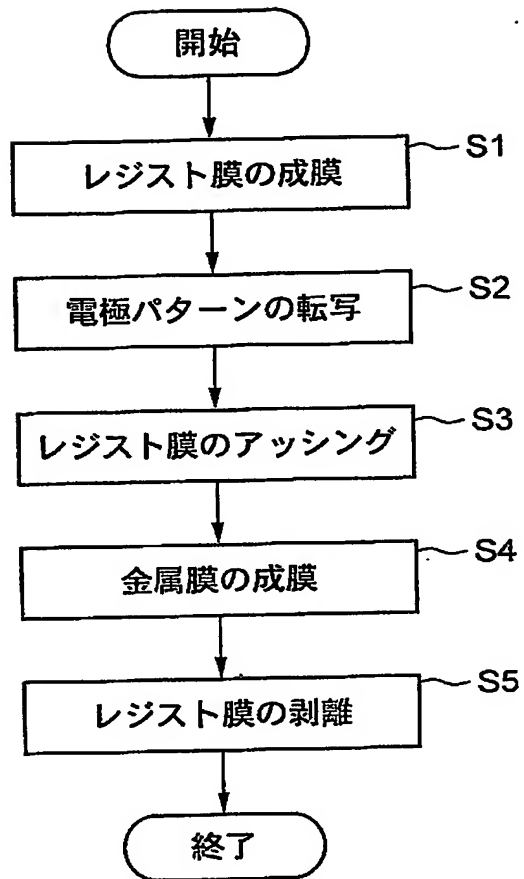 開始
S1
レジスト膜の成膜
S2
電極パターンの転写
S3
レジスト膜のアッシング
S4
金属膜の成膜
S5
レジスト膜の剥離
終了